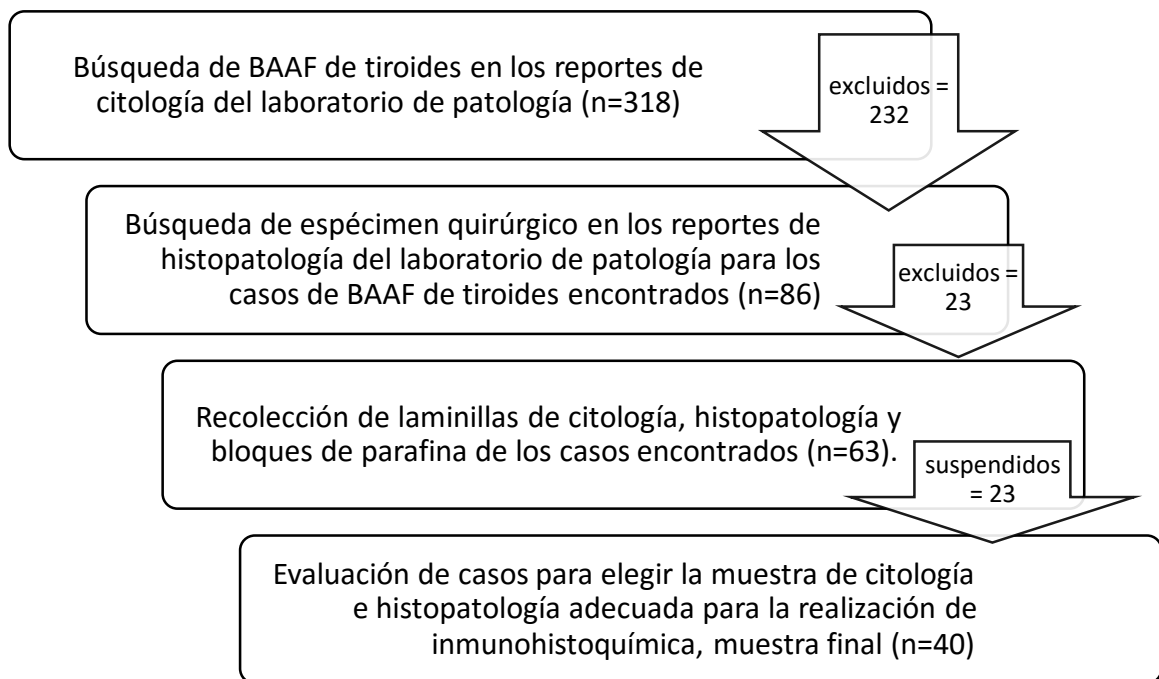 Búsqueda de BAAF de tiroides en los reportes de
citología del laboratorio de patología (n=318)
excluidos =
232
Búsqueda de espécimen quirúrgico en los reportes de
histopatología del laboratorio de patología para los
casos de BAAF de tiroides encontrados (n=86)
excluidos =
23
Recolección de laminillas de citología, histopatología y
bloques de parafina de los casos encontrados (n=63).
suspendidos
= 23
Evaluación de casos para elegir la muestra de citología
e histopatología adecuada para la realización de
inmunohistoquímica, muestra final (n=40)